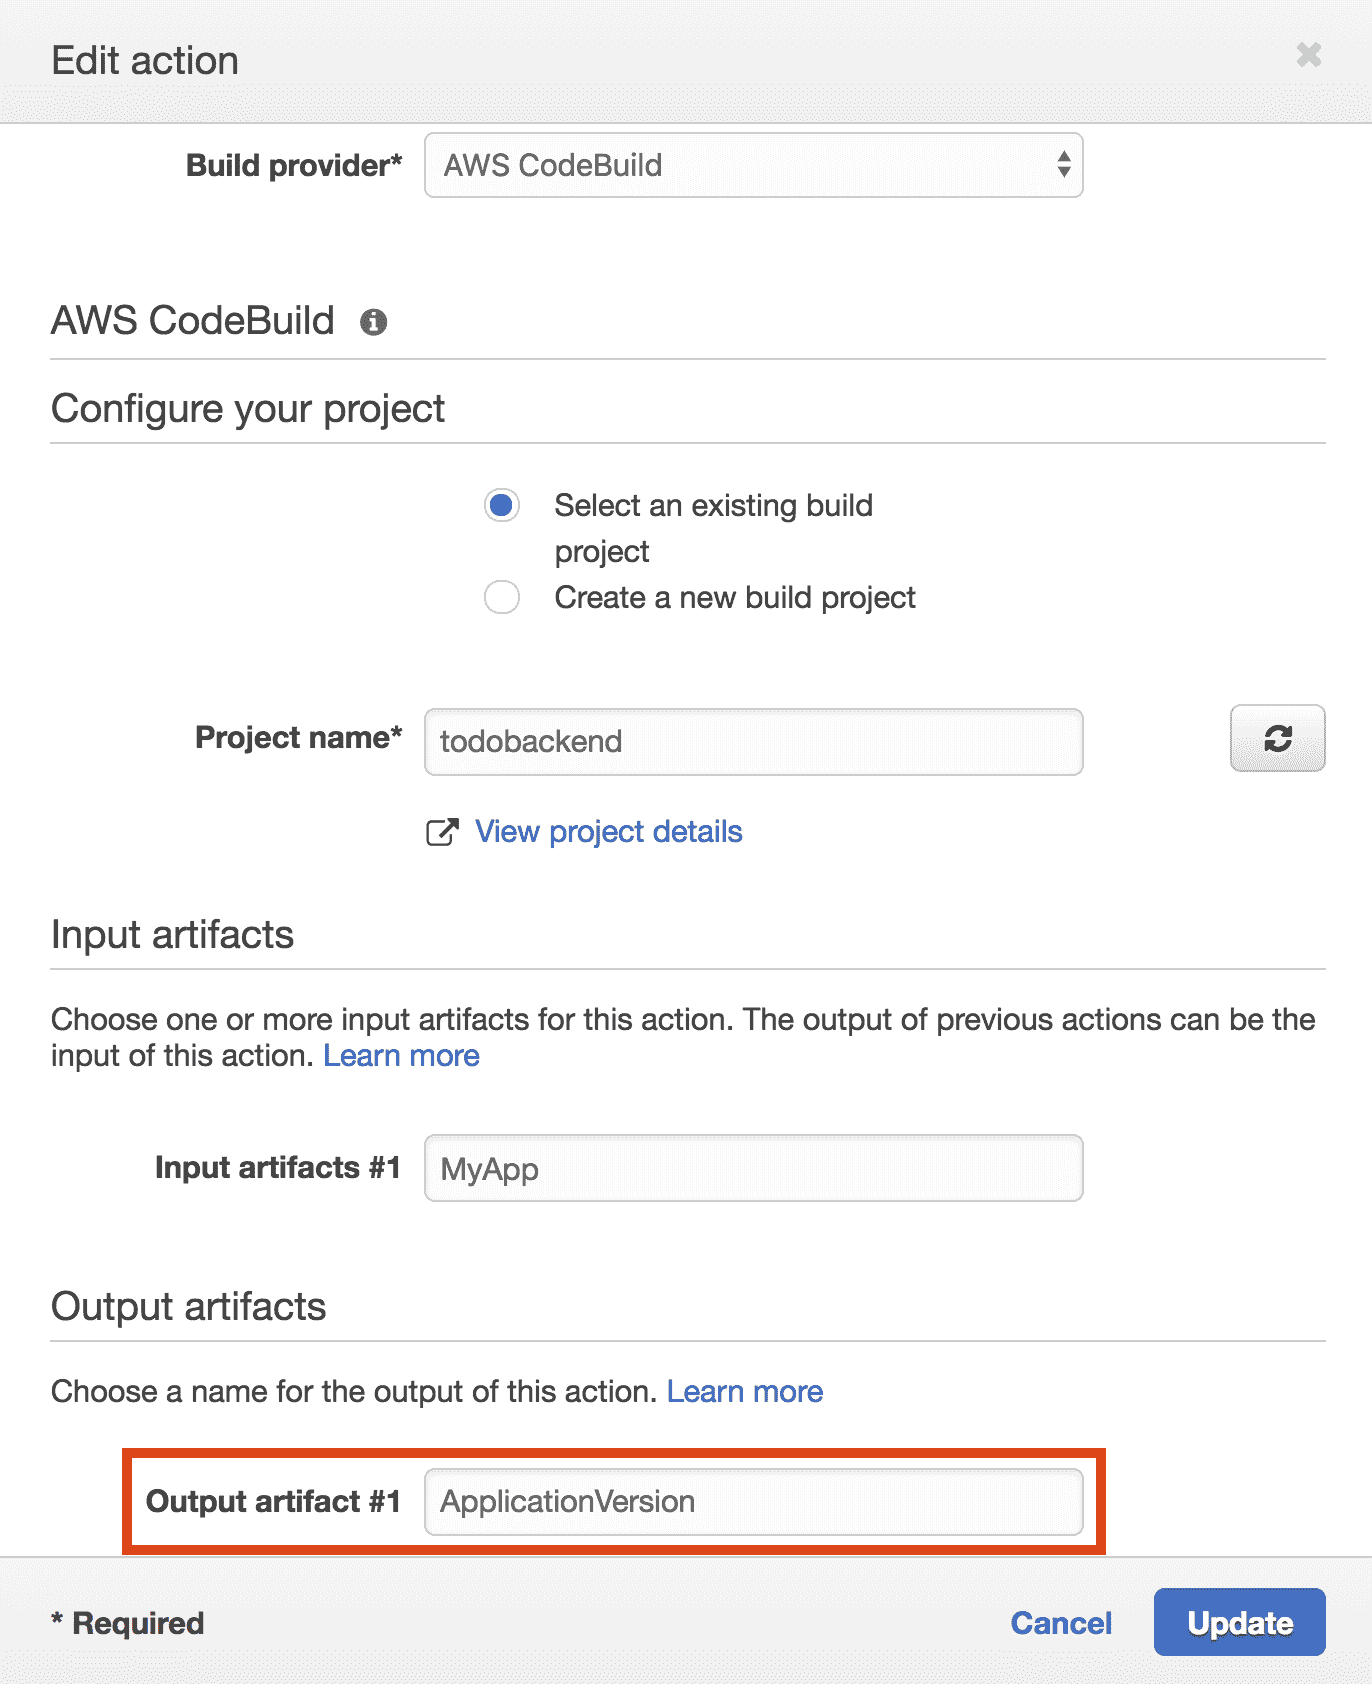 Edit action
Build provider* AWS CodeBuild
AWS CodeBuild
Configure your project
Select an existing build
project
Create a new build project
Project name* todobackend
View project details
Input artifacts
Choose one or more input artifacts for this action. The output of previous actions can be the
input of this action. Learn more
Input artifacts #1 MyApp
Output artifacts
Choose a name for the output of this action. Learn more
Output artifact #1 ApplicationVersion
* Required Cancel Update